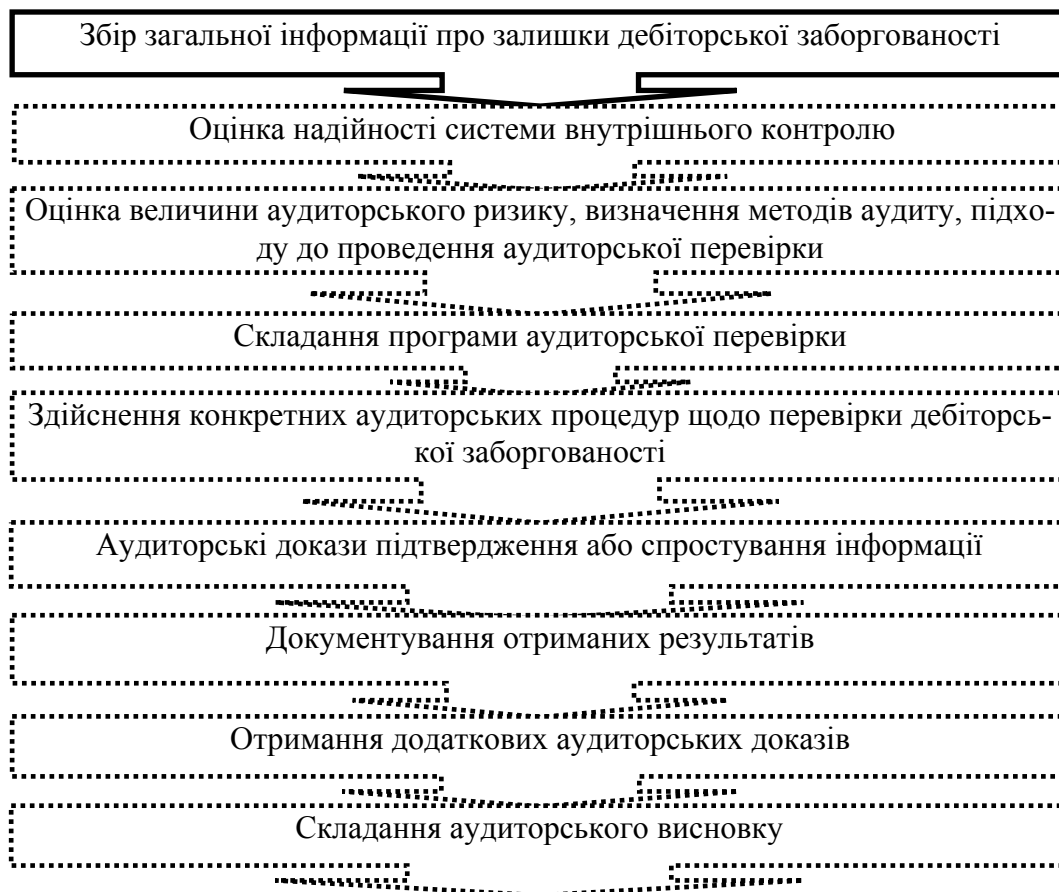 Збір загальної інформації про залишки дебіторської заборгованості
Оцінка надійності системи внутрішнього контролю
Оцінка величини аудиторського ризику, визначення методів аудиту, підхо-
ду до проведення аудиторської перевірки
Складання програми аудиторської перевірки
Здійснення конкретних аудиторських процедур щодо перевірки дебіторсь-
кої заборгованості
Аудиторські докази підтвердження або спростування інформації
Документування отриманих результатів
Отримання додаткових аудиторських доказів
Складання аудиторського висновку